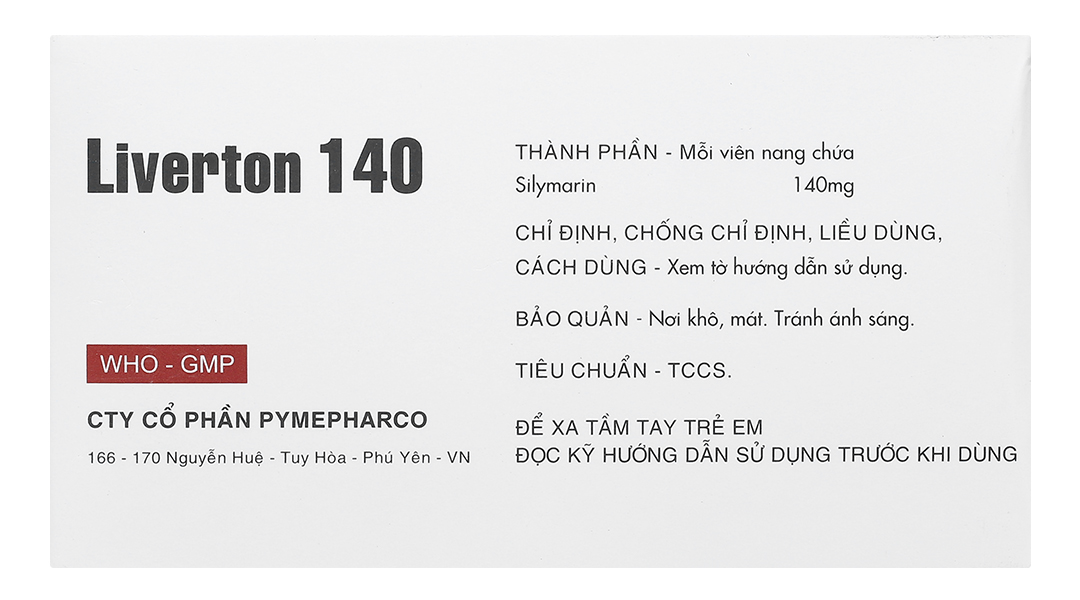 Liverton 140
WHO - GMP
CTY CỔ PHẦN PYMEPHARCO
166 - 170 Nguyễn Huệ - Tuy Hòa - Phú Yên - VN
THÀNH PHẦN - Mỗi viên nang chứa
Silymarin 140mg
CHỈ ĐỊNH, CHỐNG CHỈ ĐỊNH, LIỀU DÙNG,
CÁCH DÙNG - Xem tờ hướng dẫn sử dụng.
BẢO QUẢN - Nơi khô, mát. Tránh ánh sáng.
TIÊU CHUẨN - TCCS.
ĐỂ XA TẦM TAY TRẺ EM
ĐỌC KỸ HƯỚNG DẪN SỬ DỤNG TRƯỚC KHI DÙNG